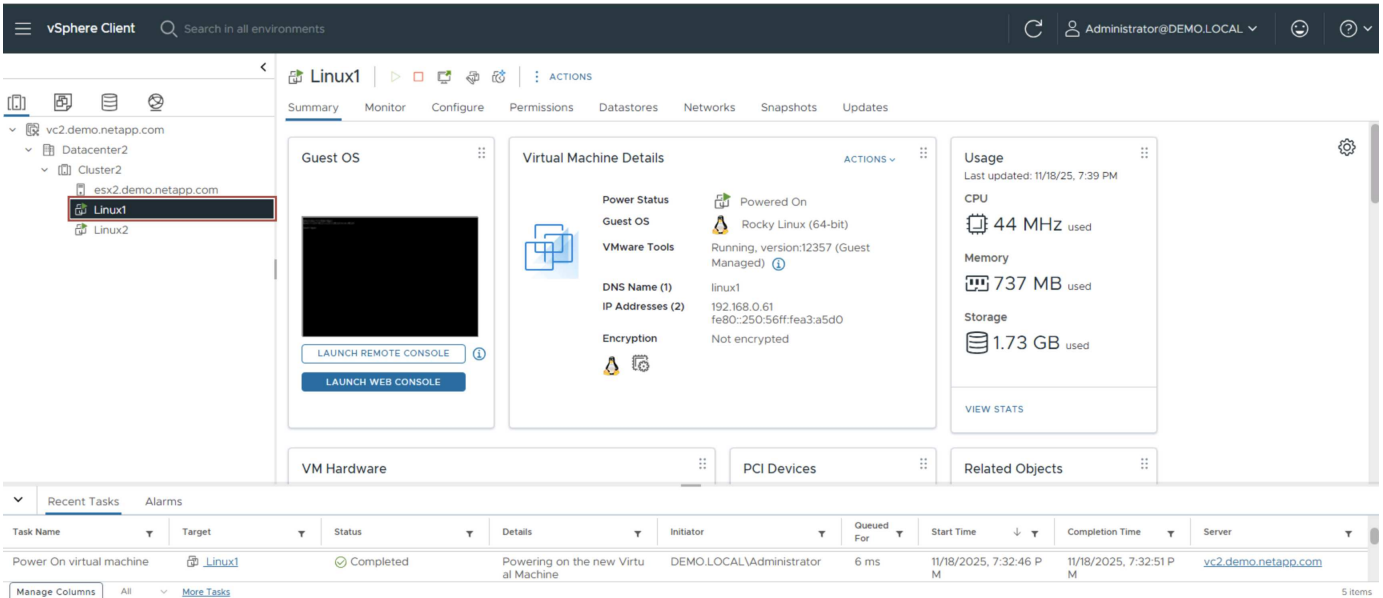 vSphere Client
Search in all environments
Administrator@DEMO.LOCAL
vc2.demo.netapp.com
Datacenter2
Cluster2
esx2.demo.netapp.com
Linux1
Linux2
Linux1
ACTIONS
Summary Monitor Configure Permissions Datastores Networks Snapshots Updates
Guest OS
LAUNCH REMOTE CONSOLE
LAUNCH WEB CONSOLE
Virtual Machine Details
ACTIONS
Power Status Powered On
Guest OS Rocky Linux (64-bit)
VMware Tools Running, version:12357 (Guest
Managed)
DNS Name (1) linux1
IP Addresses (2) 192.168.0.61
fe80::250:56ff:fea3:a5d0
Encryption Not encrypted
Usage
Last updated: 11/18/25, 7:39 PM
CPU
44 MHz used
Memory
737 MB used
Storage
1.73 GB used
VIEW STATS
VM Hardware
PCI Devices
Related Objects
Recent Tasks Alarms
Task Name Target Status Details Initiator Queued For Start Time Completion Time Server
Power On virtual machine Linux1 Completed Powering on the new Virtu DEMO.LOCAL\Administrator 6 ms 11/18/2025, 7:32:46 P 11/18/2025, 7:32:51 P vc2.demo.netapp.com
al Machine M M
Manage Columns All More Tasks 5 items